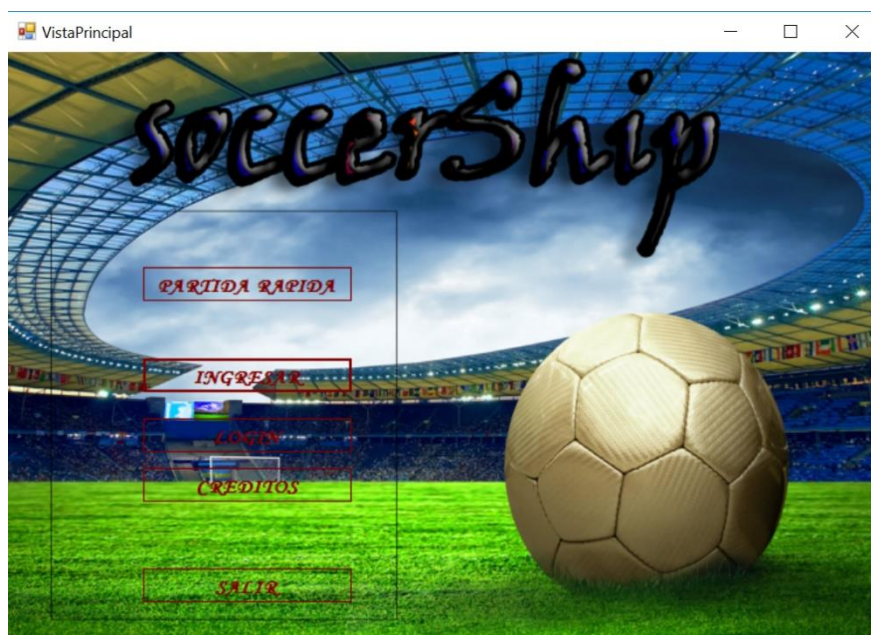 VistaPrincipal
soccerShip
PARTIDA RAPIDA
INGRESAR
LOGIN
CREDITOS
SALIR